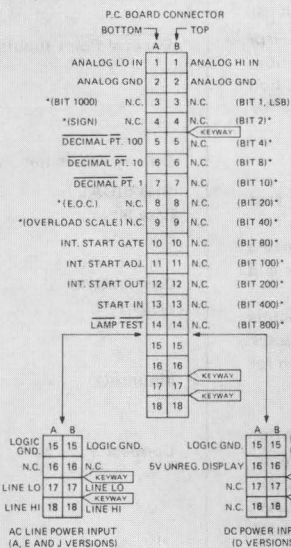 P.C. BOARD CONNECTOR
BOTTOM TOP
A B
ANALOG LO IN 1 1 ANALOG HI IN
ANALOG GND 2 2 ANALOG GND
*(BIT 1000) N.C. 3 3 N.C. (BIT 1, LSB)
*(SIGN) N.C. 4 4 N.C. (BIT 2)*
KEYWAY
DECIMAL PT. 100 5 5 N.C. (BIT 4)*
DECIMAL PT. 10 6 6 N.C. (BIT 8)*
DECIMAL PT. 1 7 7 N.C. (BIT 10)*
*(E.O.C.) N.C. 8 8 N.C. (BIT 20)*
*(OVERLOAD SCALE) N.C. 9 9 N.C. (BIT 40)*
INT. START GATE 10 10 N.C. (BIT 80)*
INT. START ADJ. 11 11 N.C. (BIT 100)*
INT. START OUT 12 12 N.C. (BIT 200)*
START IN 13 13 N.C. (BIT 400)*
LAMP TEST 14 14 N.C. (BIT 800)*
15 15
16 16
KEYWAY
17 17
KEYWAY
18 18
A B
LOGIC GND. 15 15 LOGIC GND.
N.C. 16 16 N.C.
KEYWAY
LINE LO 17 17 LINE LO
KEYWAY
LINE HI 18 18 LINE HI
AC LINE POWER INPUT
(A, E AND J VERSIONS)
A B
LOGIC GND. 15 15
5V UNREG. DISPLAY 16 16
N.C. 17 17
N.C. 18 18
DC POWER INP
(D VERSION